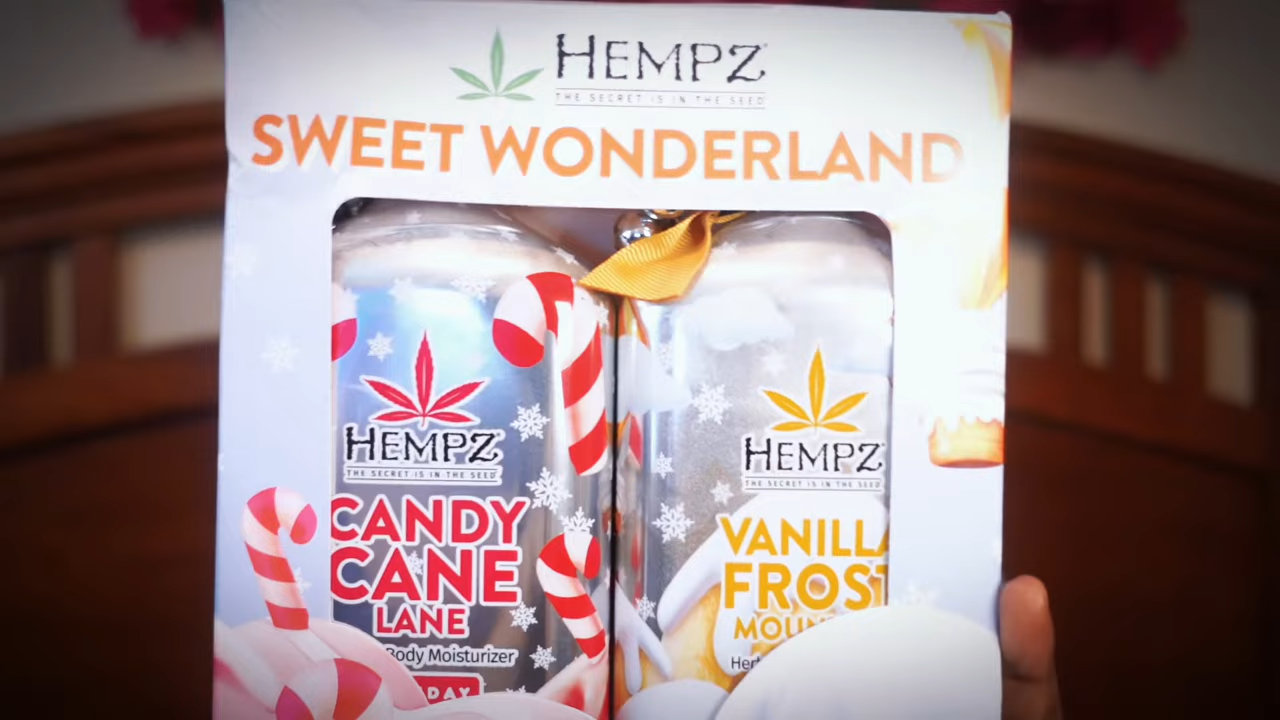 HEMPZ
THE SECRET IS IN THE SEED
SWEET WONDERLAND
HEMPZ
THE SECRET IS IN THE SEED
CANDY
CANE
LANE
Body Moisturizer
DAY
HEMPZ
THE SECRET IS IN THE SEED
VANILLA
FROST